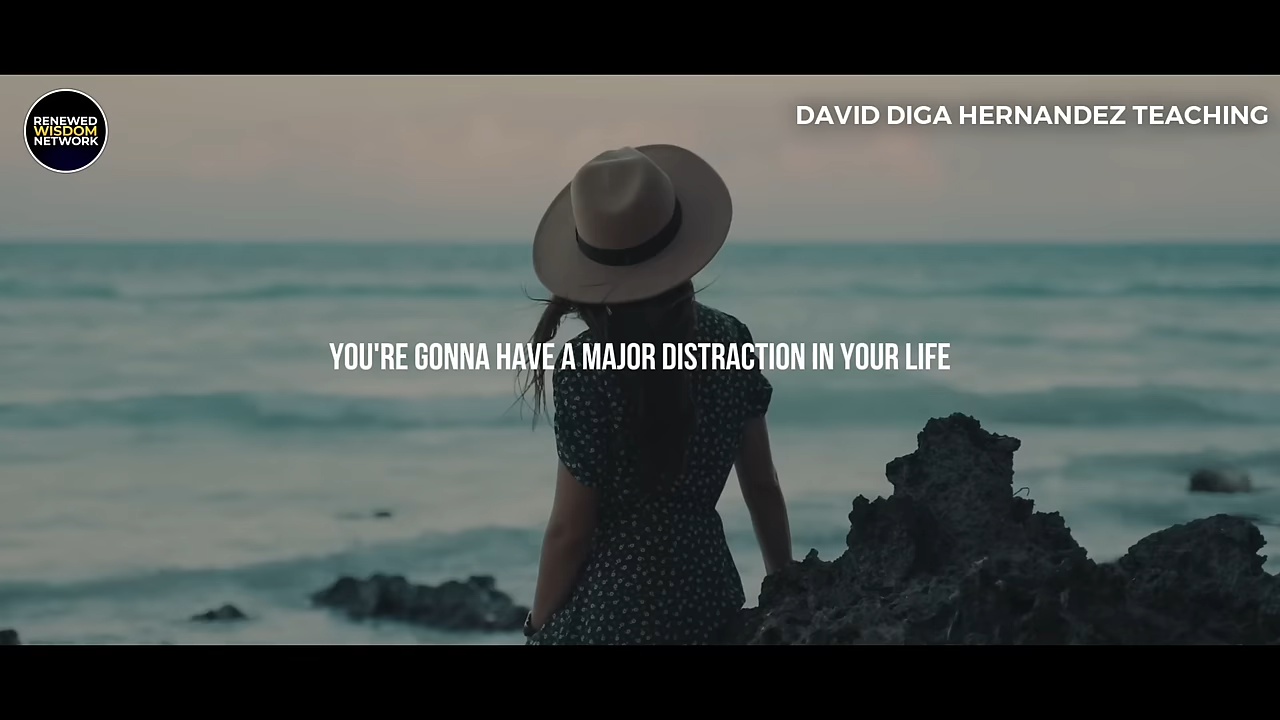 RENEWED
WISDOM
NETWORK
DAVID DIGA HERNANDEZ TEACHING
YOU'RE GONNA HAVE A MAJOR DISTRACTION IN YOUR LIFE